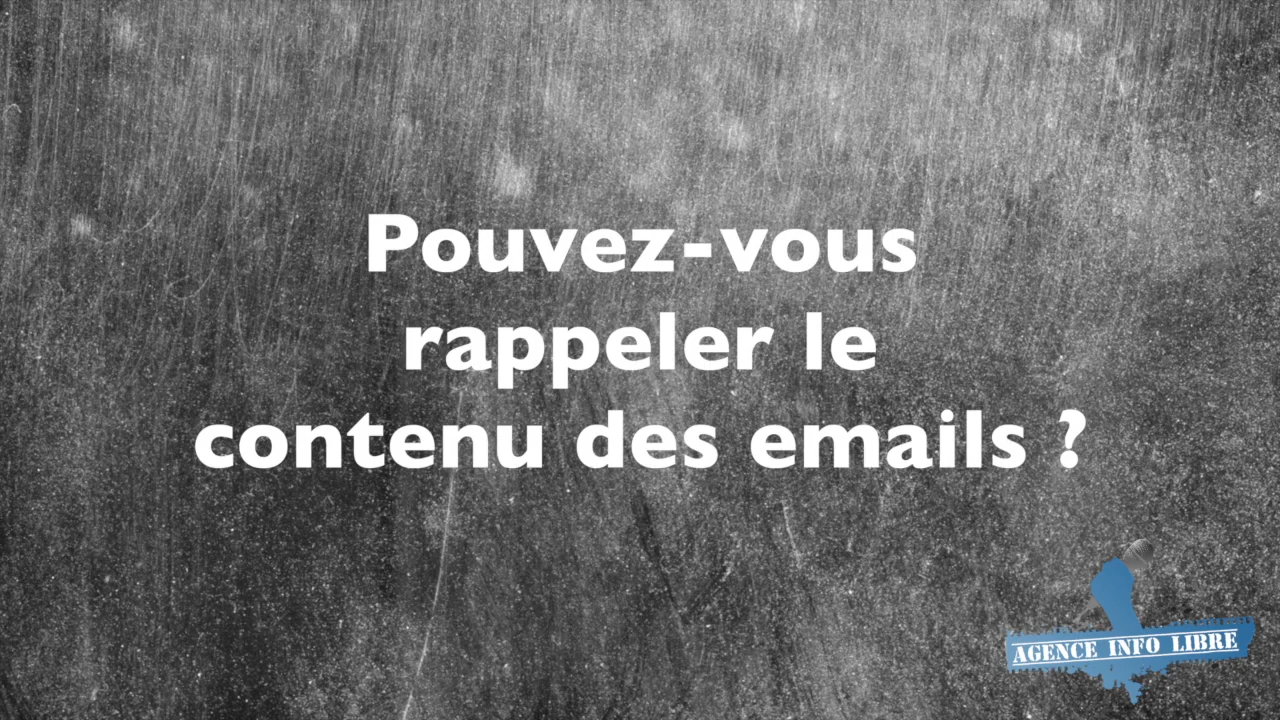 Pouvez-vous
rappeler le
contenu des emails ?
AGENCE INFO LIBRE